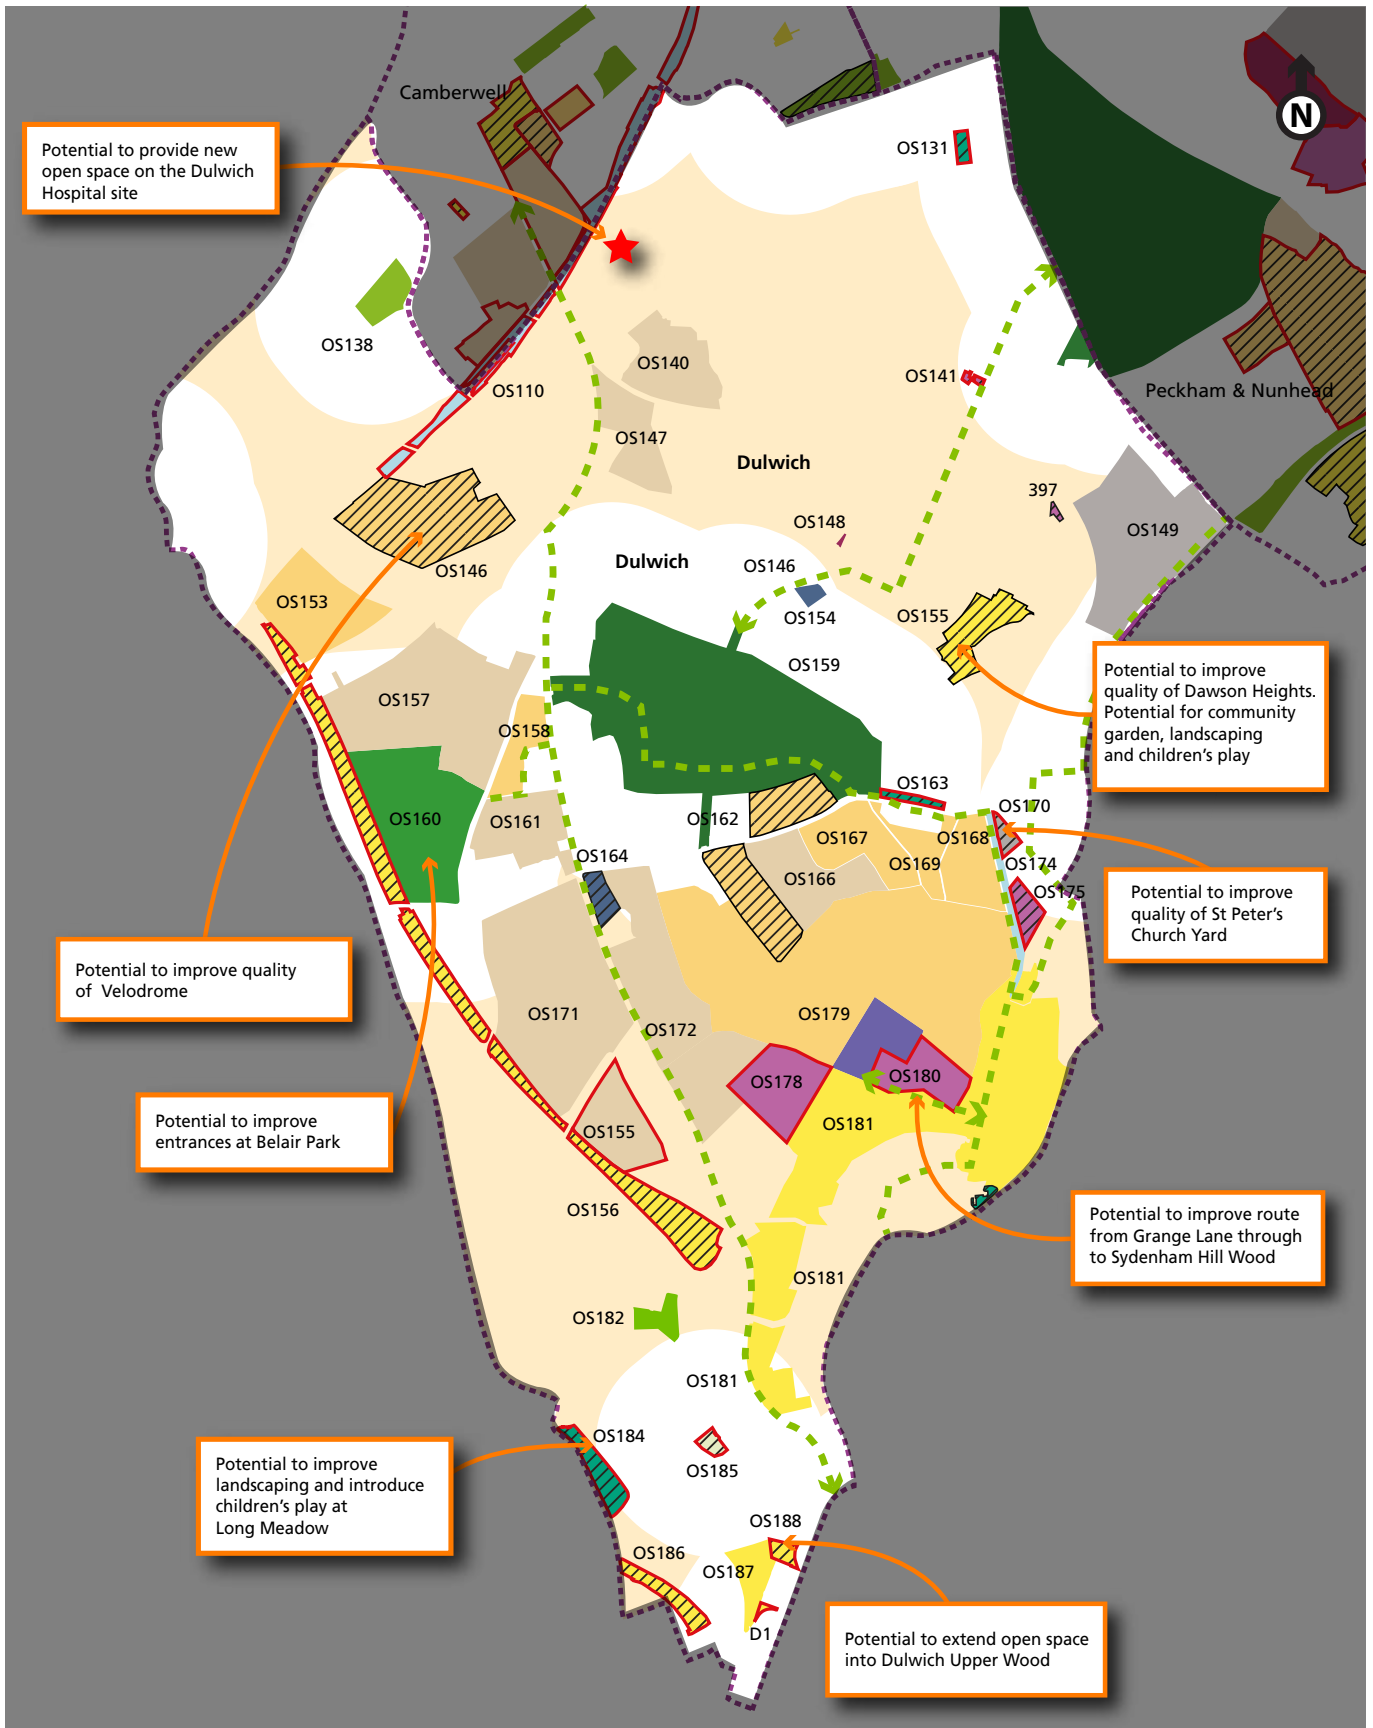 Camberwell
N
Potential to provide new
open space on the Dulwich
Hospital site
OS131
OS138
OS140
OS141
OS110
Peckham & Nunhead
OS147
Dulwich
397
OS148
OS149
Dulwich
OS146
OS146
OS153
OS154
OS155
OS159
Potential to improve
quality of Dawson Heights.
Potential for community
garden, landscaping
and children's play
OS157
OS158
OS163
OS170
OS160
OS161
OS162
OS167
OS168
OS164
OS169
OS174
OS166
OS175
Potential to improve
quality of St Peter's
Church Yard
Potential to improve quality
of Velodrome
OS171
OS172
OS179
OS178
OS180
OS181
Potential to improve
entrances at Belair Park
OS155
OS156
Potential to improve route
from Grange Lane through
to Sydenham Hill Wood
OS181
OS182
OS181
OS184
OS185
Potential to improve
landscaping and introduce
children's play at
Long Meadow
OS188
OS186
OS187
D1
Potential to extend open space
into Dulwich Upper Wood